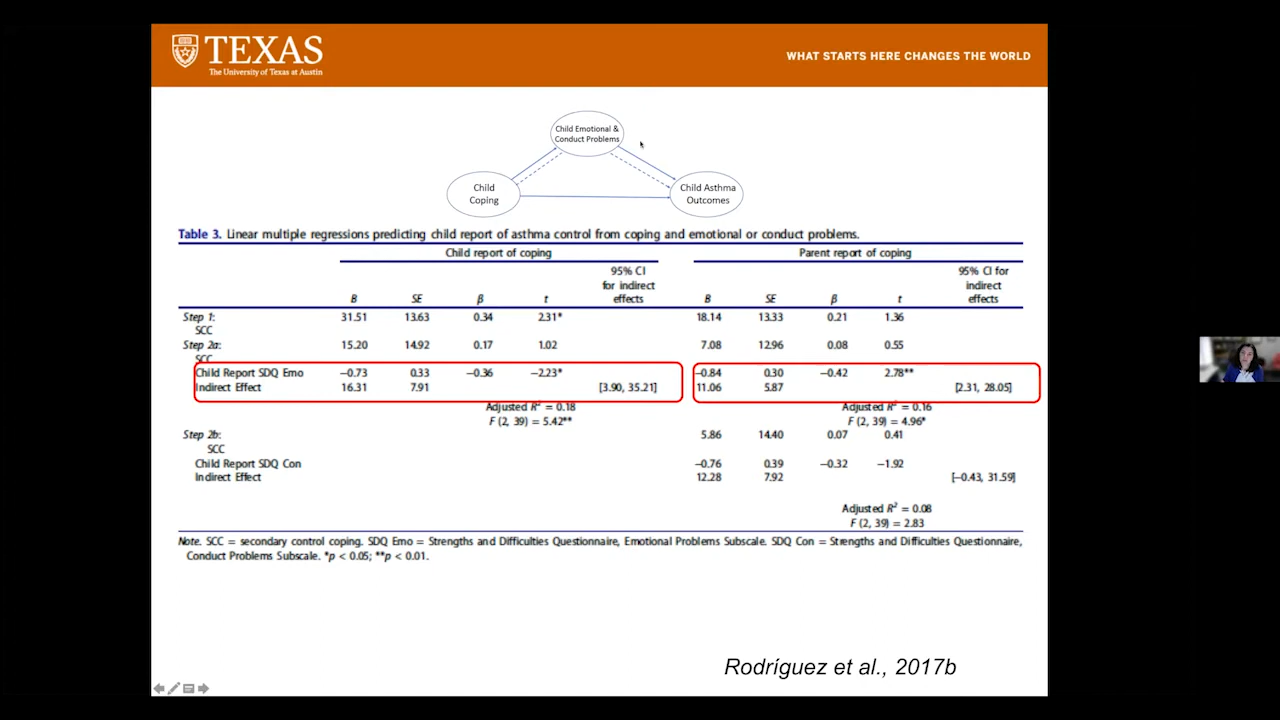 TEXAS
The University of Texas at Austin
WHAT STARTS HERE CHANGES THE WORLD
Child Emotional &
Conduct Problems
Child
Coping
Child Asthma
Outcomes
Table 3. Linear multiple regressions predicting child report of asthma control from coping and emotional or conduct problems.
Child report of coping Parent report of coping
95% CI 95% CI for
for indirect indirect
B SE β t effects B SE β t effects
Step 1: 31.51 13.63 0.34 2.31* 18.14 13.33 0.21 1.36
SCC
Step 2a: 15.20 14.92 0.17 1.02 7.08 12.96 0.08 0.55
SCC
Child Report SDQ Emo −0.73 0.33 −0.36 −2.23* −0.84 0.30 −0.42 2.78**
Indirect Effect 16.31 7.91 [3.90, 35.21] 11.06 5.87 [2.31, 28.05]
Adjusted R² = 0.18 Adjusted R² = 0.16
F (2, 39) = 5.42** F (2, 39) = 4.96*
Step 2b: 5.86 14.40 0.07 0.41
SCC
Child Report SDQ Con −0.76 0.39 −0.32 −1.92
Indirect Effect 12.28 7.92 [−0.43, 31.59]
Adjusted R² = 0.08
F (2, 39) = 2.83
Note. SCC = secondary control coping. SDQ Emo = Strengths and Difficulties Questionnaire, Emotional Problems Subscale. SDQ Con = Strengths and Difficulties Questionnaire,
Conduct Problems Subscale. *p < 0.05; **p < 0.01.
Rodríguez et al., 2017b